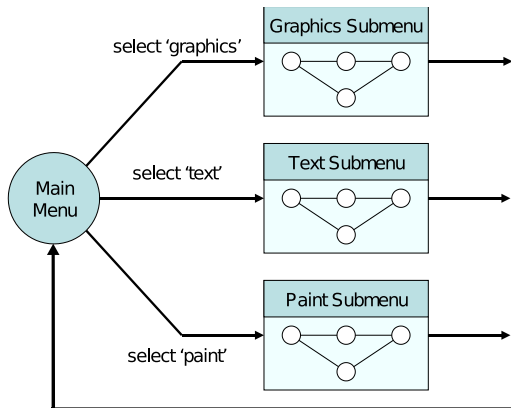 Graphics Submenu
select ‘graphics’
Text Submenu
select ‘text’
Main
Menu
Paint Submenu
select ‘paint’